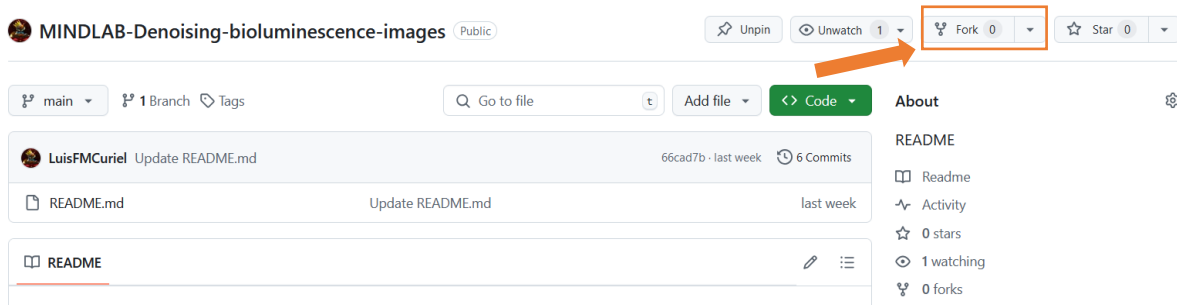 MINDLAB-Denoising-bioluminescence-images Public Unpin Unwatch 1 Fork 0 Star 0
main 1 Branch Tags Go to file t Add file Code
About
README
LuisFMCuriel Update README.md 66cad7b · last week 6 Commits
Readme
README.md Update README.md last week
Activity
0 stars
README
1 watching
0 forks